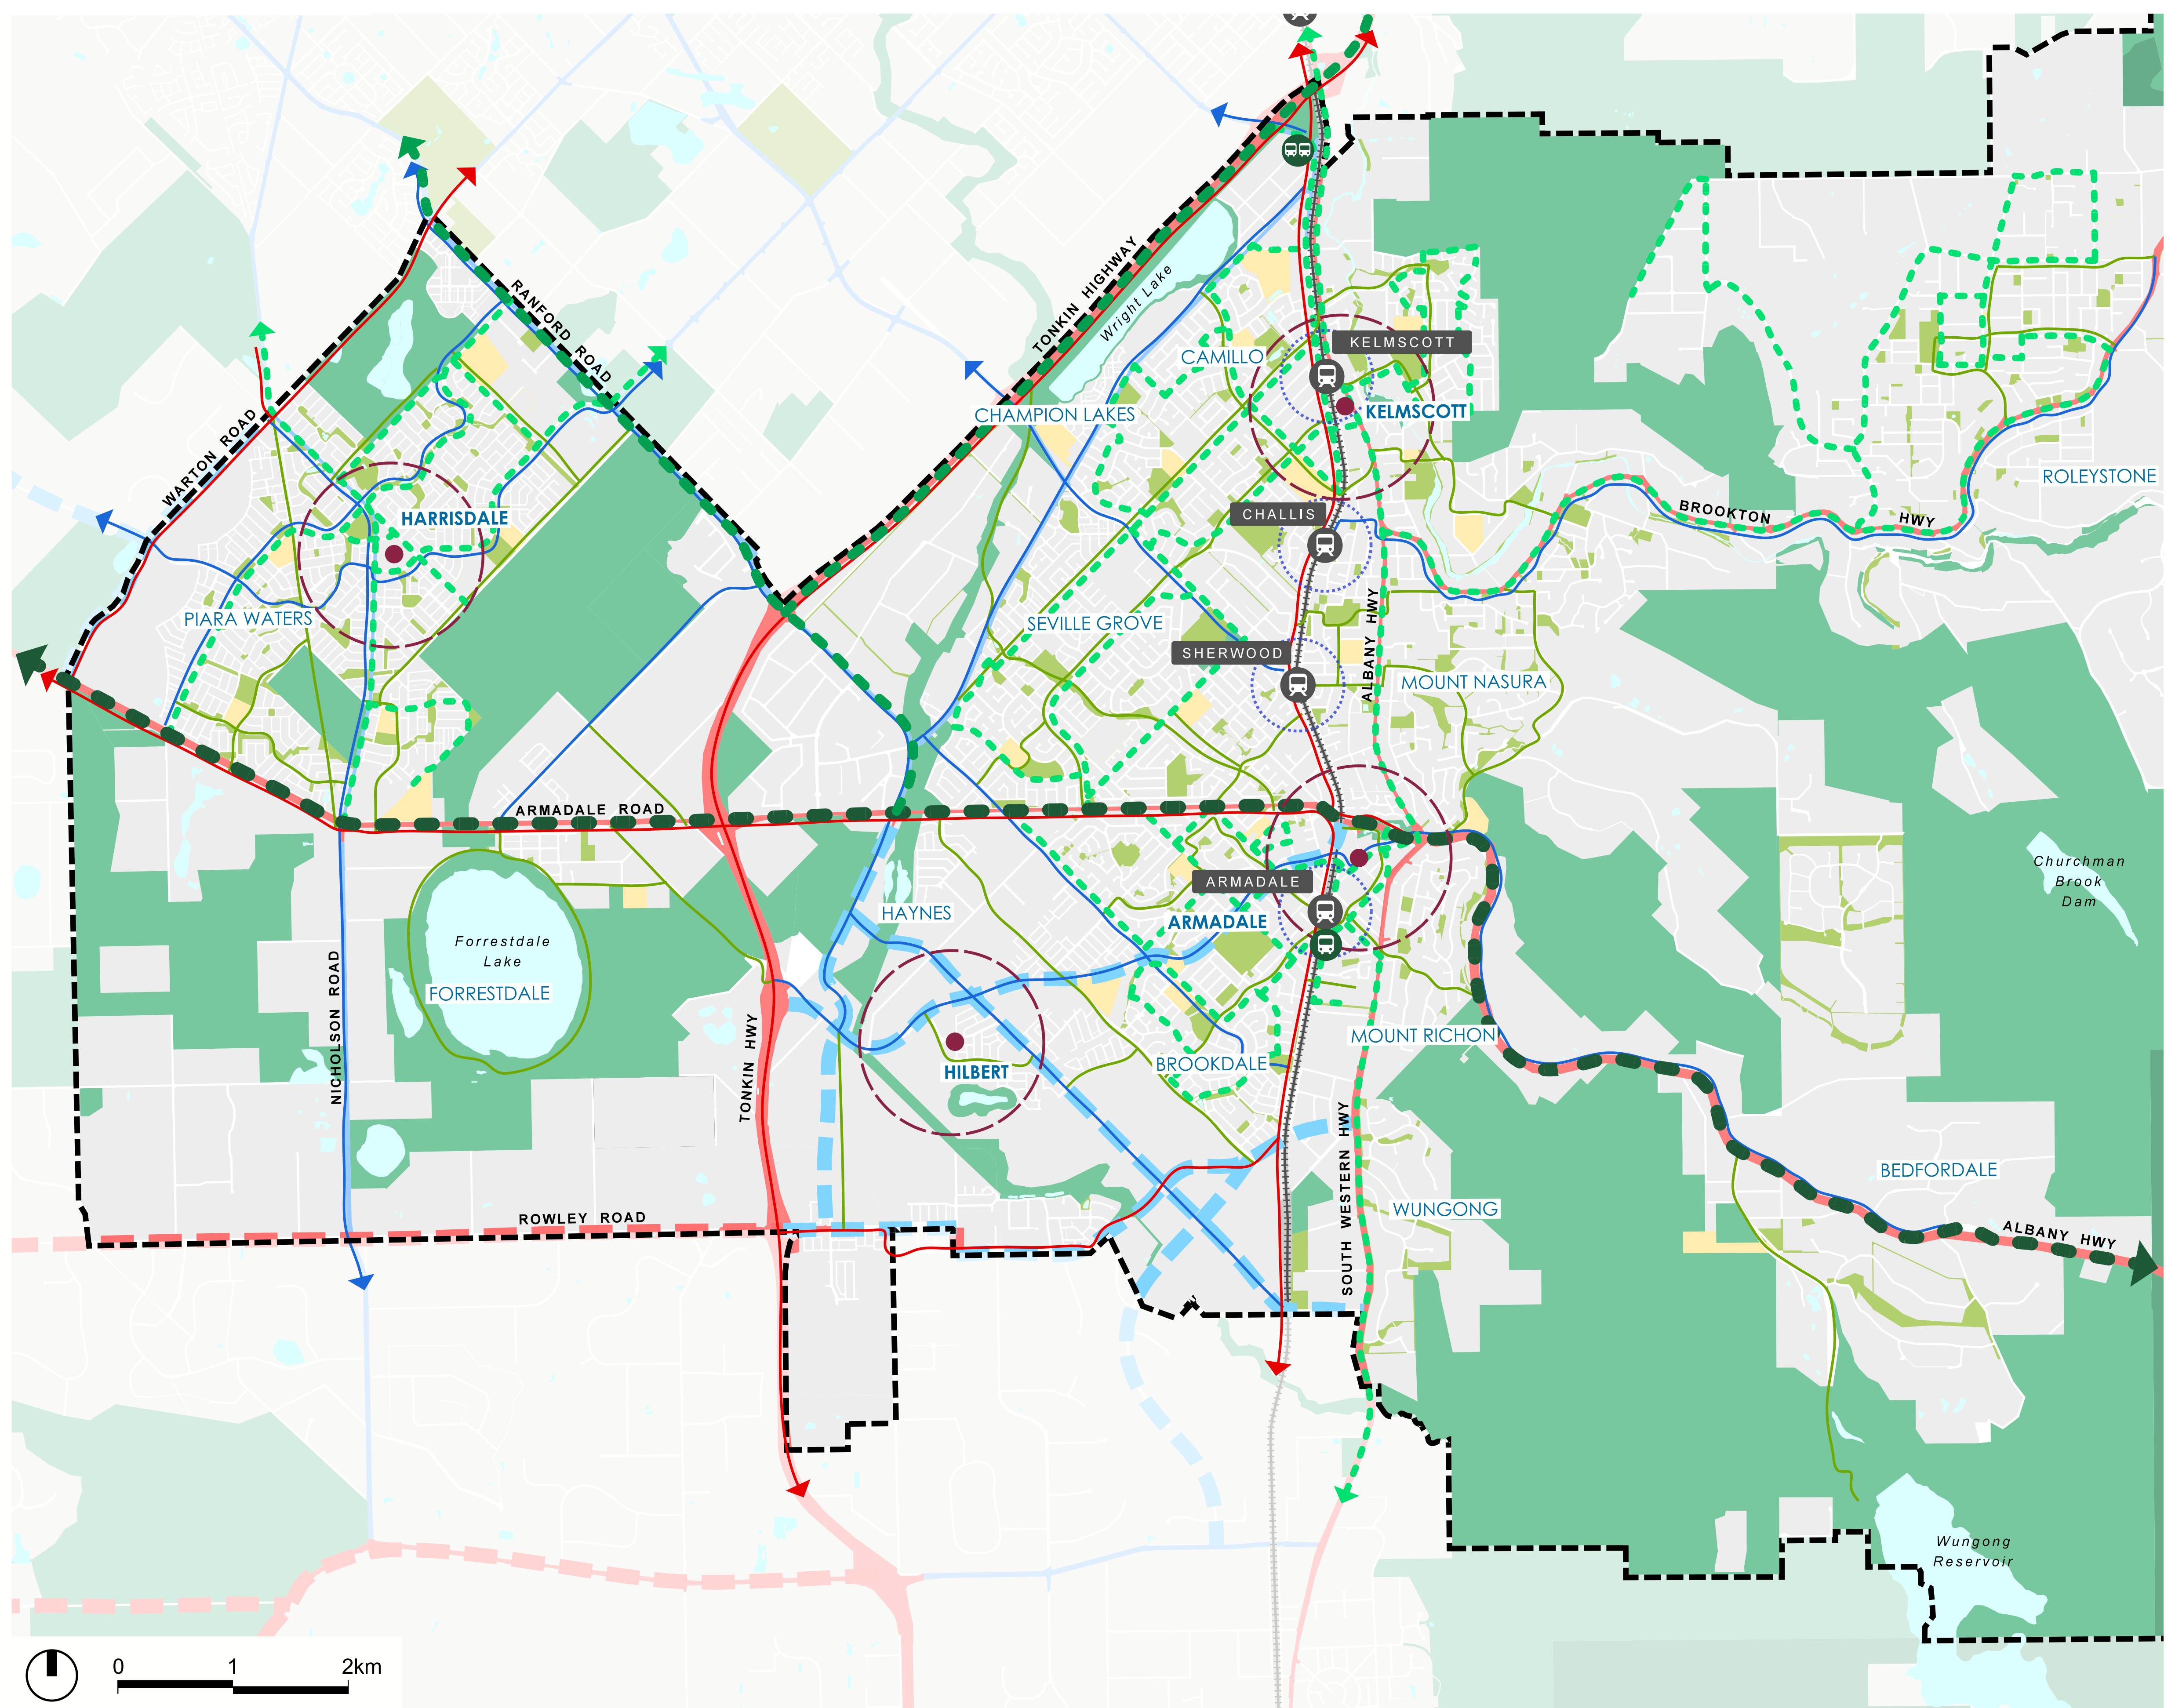 RANFORD ROAD
TONKIN HIGHWAY
Wright Lake
KELMSCOTT
CAMILLO
CHAMPION LAKES
KELMSCOTT
WARTON ROAD
ROLEYSTONE
CHALLIS
BROOKTON HWY
HARRISDALE
PIARA WATERS
SEVILLE GROVE
SHERWOOD
ALBANY HWY
MOUNT NASURA
ARMADALE ROAD
Churchman
Brook
Dam
ARMADALE
HAYNES
ARMADALE
Forrestdale
Lake
FORRESTDALE
NICHOLSON ROAD
TONKIN HWY
MOUNT RICHON
BROOKDALE
HILBERT
SOUTH WESTERN HWY
BEDFORDALE
WUNGONG
ROWLEY ROAD
ALBANY HWY
Wungong
Reservoir
0 1 2km